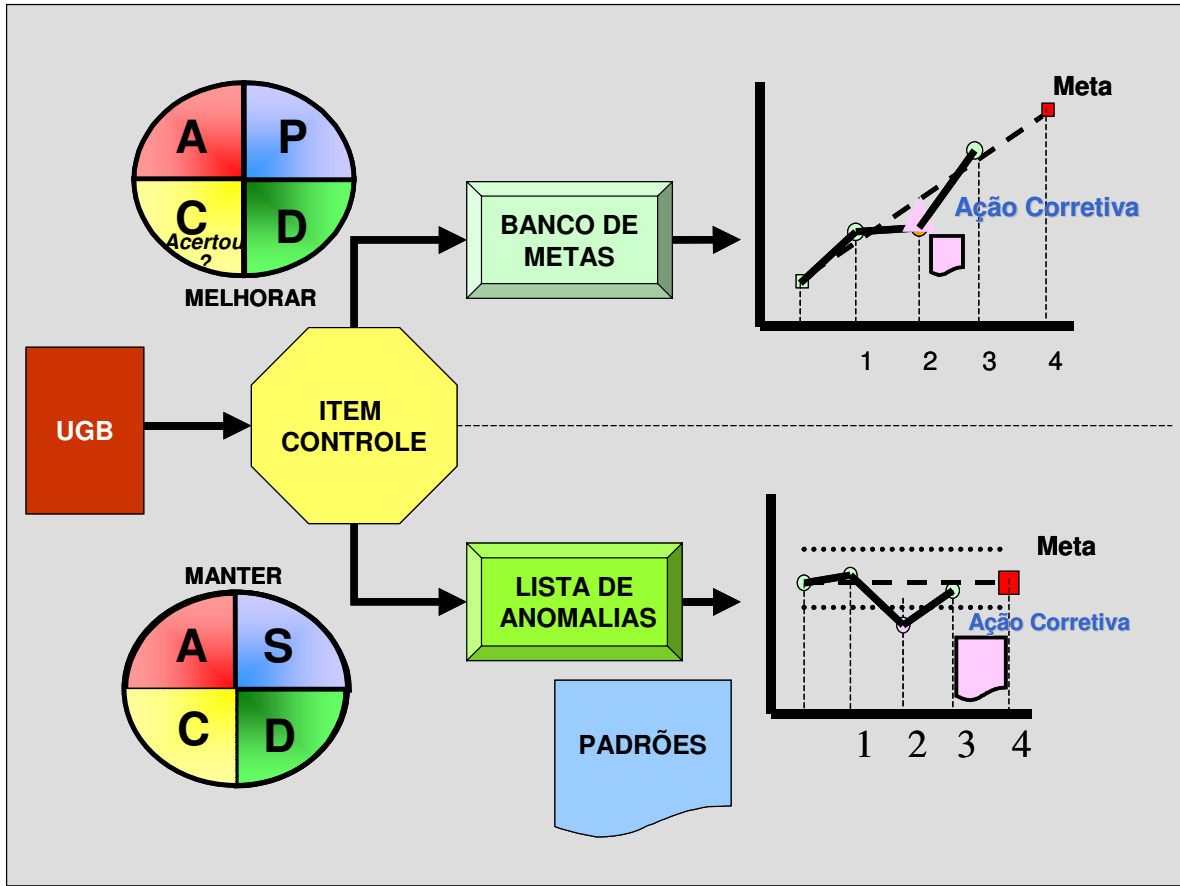 A P
C D
Acertou
?
MELHORAR
BANCO DE
METAS
Meta
Ação Corretiva
1 2 3 4
UGB
ITEM
CONTROLE
MANTER
A S
C D
LISTA DE
ANOMALIAS
PADRÕES
Meta
Ação Corretiva
1 2 3 4